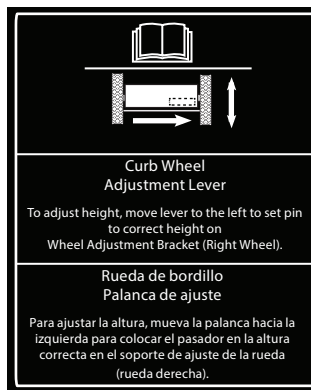 Curb Wheel
Adjustment Lever
To adjust height, move lever to the left to set pin
to correct height on
Wheel Adjustment Bracket (Right Wheel).
Rueda de bordillo
Palanca de ajuste
Para ajustar la altura, mueva la palanca hacia la
izquierda para colocar el pasador en la altura
correcta en el soporte de ajuste de la rueda
(rueda derecha).